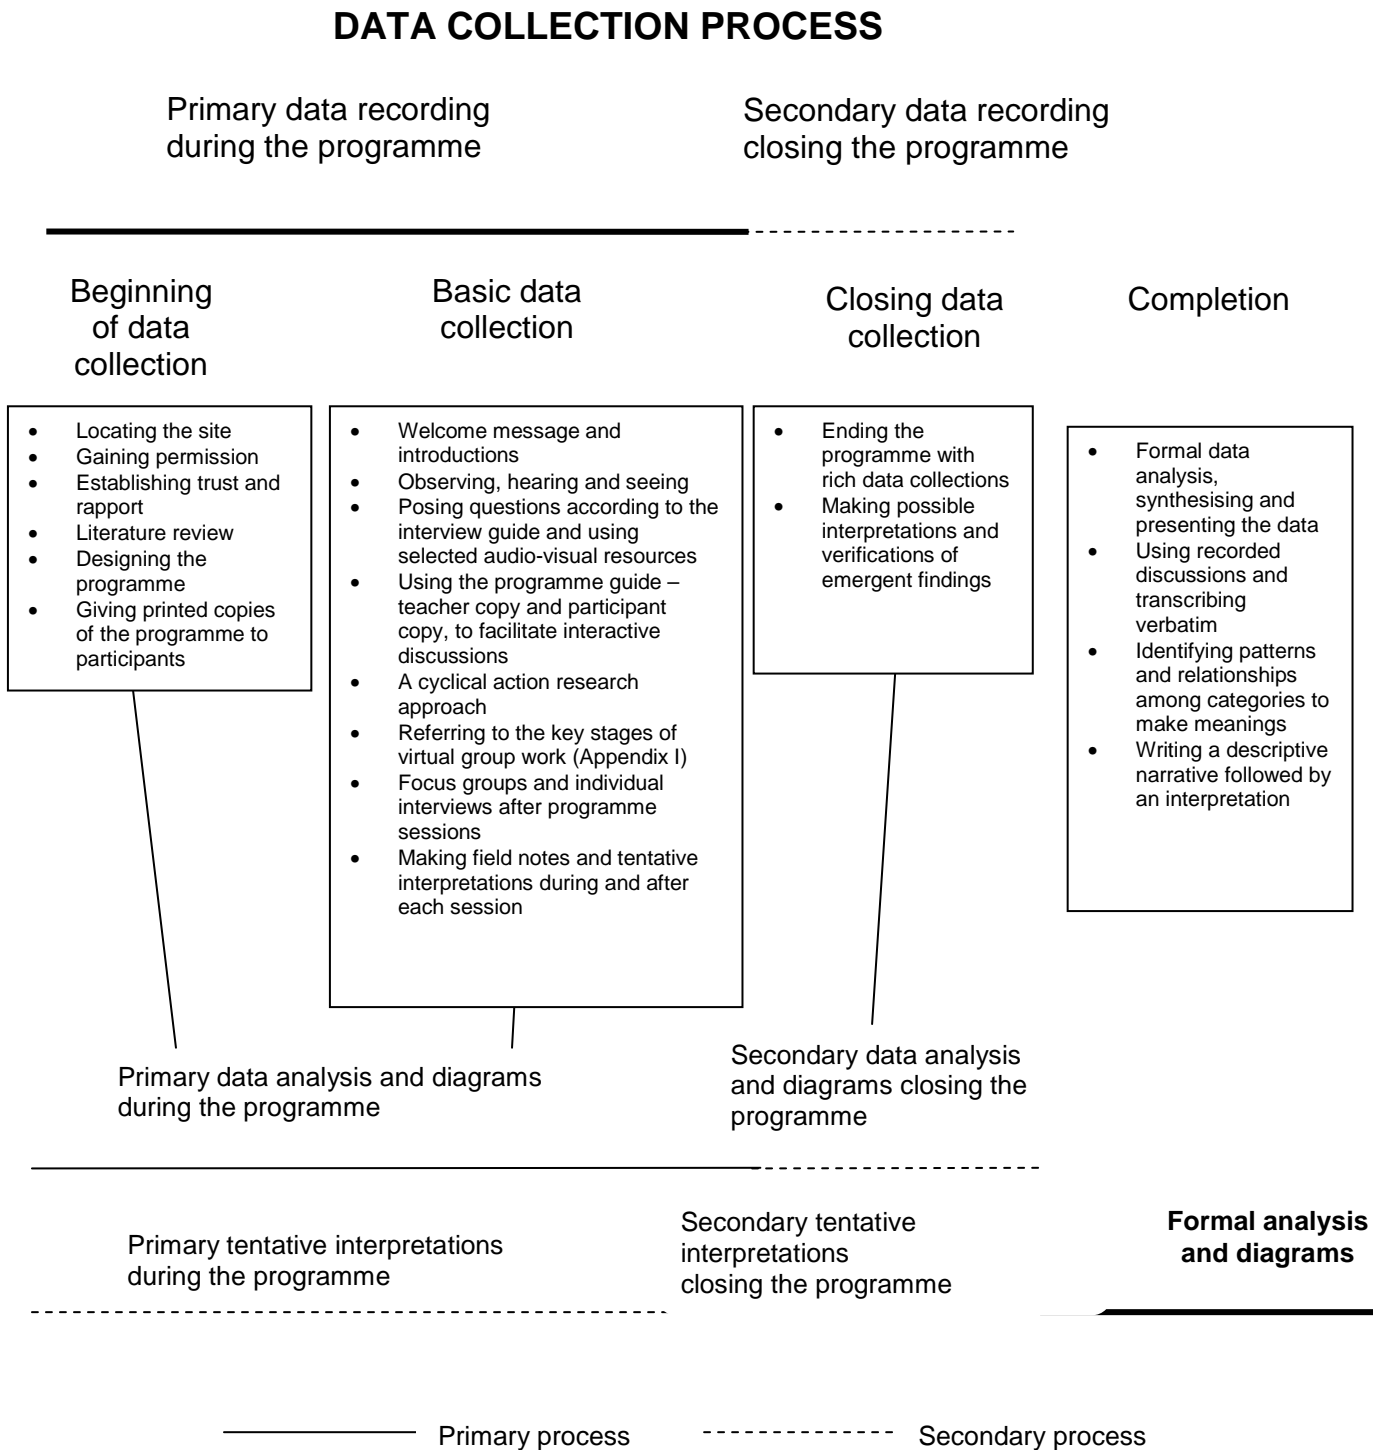 DATA COLLECTION PROCESS
Primary data recording
during the programme
Secondary data recording
closing the programme
Beginning
of data
collection
Basic data
collection
Closing data
collection
Completion
• Locating the site
• Gaining permission
• Establishing trust and
rapport
• Literature review
• Designing the
programme
• Giving printed copies
of the programme to
participants
• Welcome message and
introductions
• Observing, hearing and seeing
• Posing questions according to the
interview guide and using
selected audio-visual resources
• Using the programme guide –
teacher copy and participant
copy, to facilitate interactive
discussions
• A cyclical action research
approach
• Referring to the key stages of
virtual group work (Appendix I)
• Focus groups and individual
interviews after programme
sessions
• Making field notes and tentative
interpretations during and after
each session
• Ending the
programme with
rich data collections
• Making possible
interpretations and
verifications of
emergent findings
• Formal data
analysis,
synthesising and
presenting the data
• Using recorded
discussions and
transcribing
verbatim
• Identifying patterns
and relationships
among categories to
make meanings
• Writing a descriptive
narrative followed by
an interpretation
Primary data analysis and diagrams
during the programme
Secondary data analysis
and diagrams closing the
programme
Primary tentative interpretations
during the programme
Secondary tentative
interpretations
closing the programme
Formal analysis
and diagrams
Primary process
Secondary process